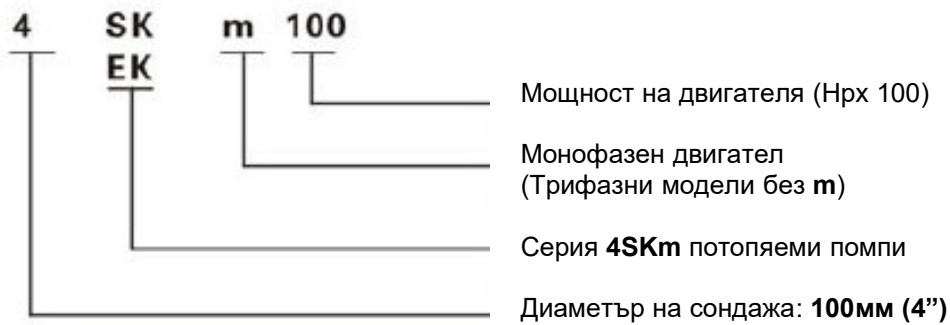 4 SK m 100
EK
Мощност на двигателя (Hpx 100)
Монофазен двигател
(Трифазни модели без m)
Серия 4SKm потопяеми помпи
Диаметър на сондажа: 100мм (4”)